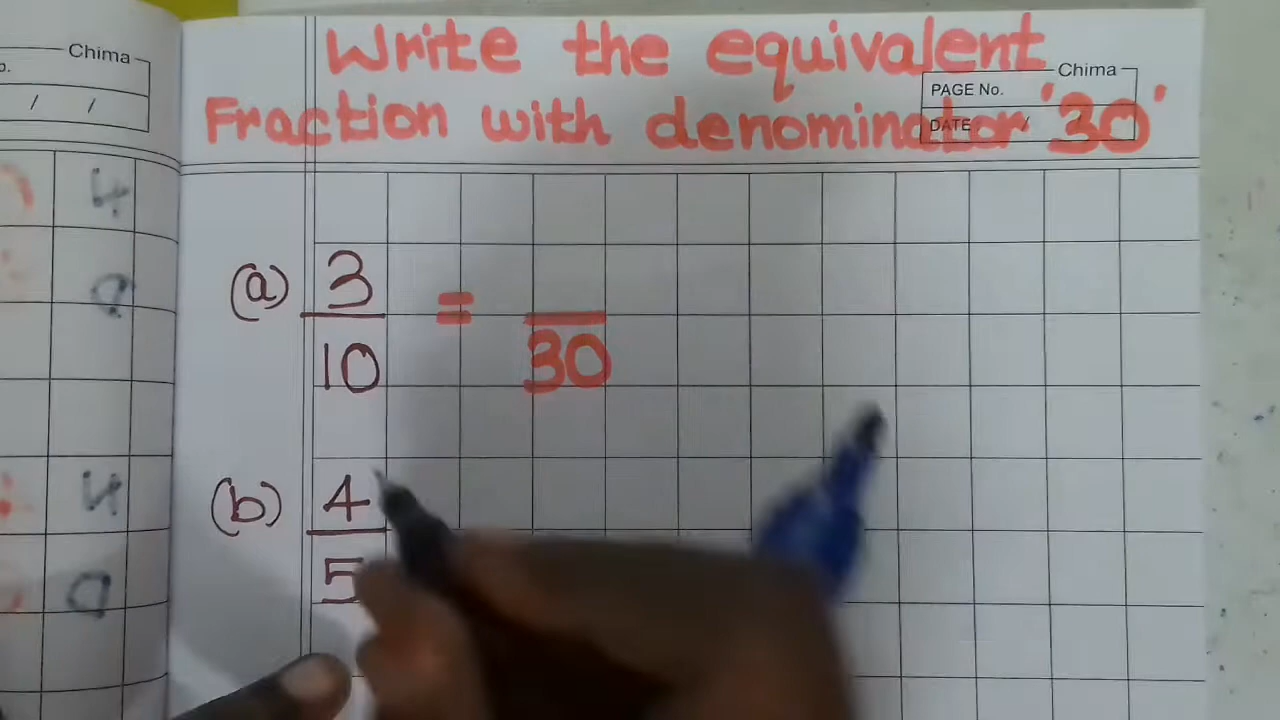 Chima
o.
/ /
Write the equivalent
Chima
PAGE No.
Fraction with denominator '30'
DATE /
(a) 3
= 
10 30
(b) 4
5